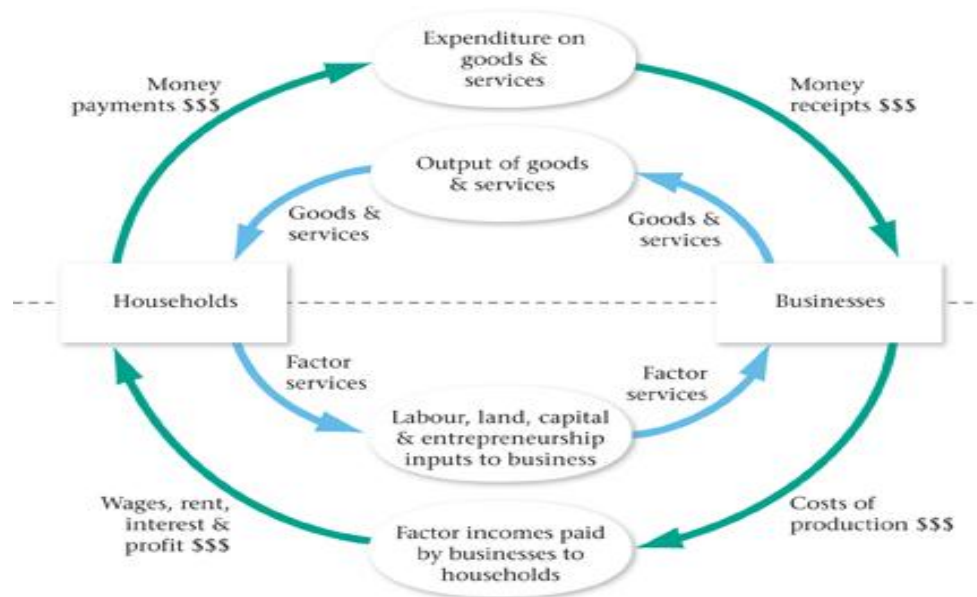 Expenditure on
goods &
services
Money
payments $$$
Money
receipts $$$
Output of goods
& services
Goods &
services
Goods &
services
Households
Businesses
Factor
services
Factor
services
Labour, land, capital
& entrepreneurship
inputs to business
Wages, rent,
interest &
profit $$$
Costs of
production $$$
Factor incomes paid
by businesses to
households